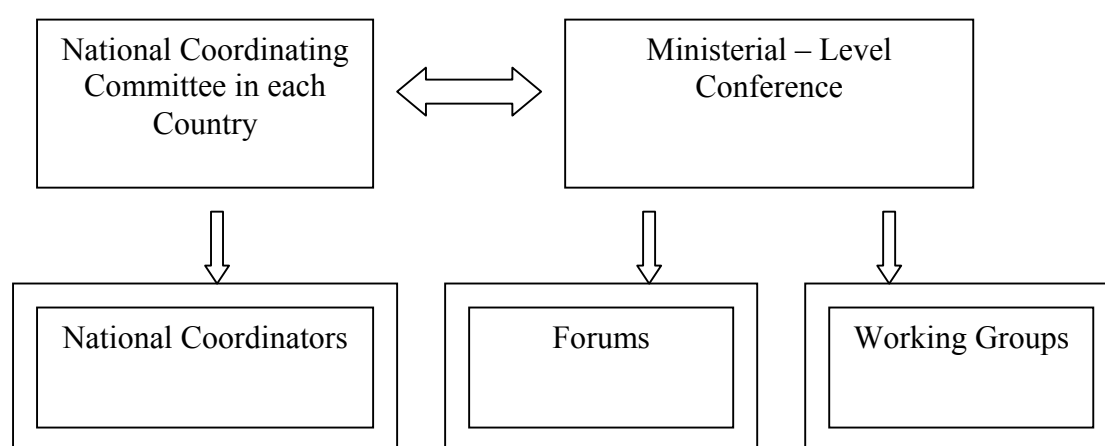 National Coordinating
Committee in each
Country
Ministerial – Level
Conference
National Coordinators
Forums
Working Groups